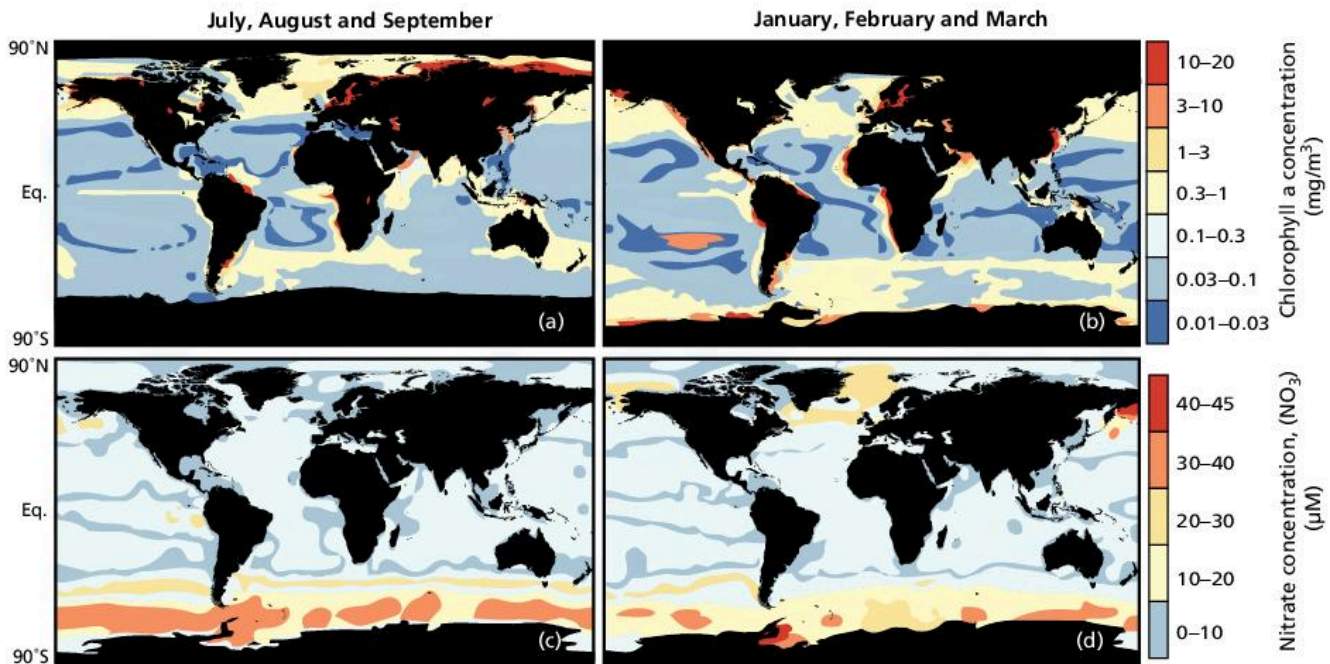 July, August and September
January, February and March
90°N
Eq.
90°S
(a)
(b)
10–20
3–10
1–3
0.3–1
0.1–0.3
0.03–0.1
0.01–0.03
Chlorophyll a concentration
(mg/m³)
90°N
Eq.
90°S
(c)
(d)
40–45
30–40
20–30
10–20
0–10
Nitrate concentration, (NO₃)
(μM)